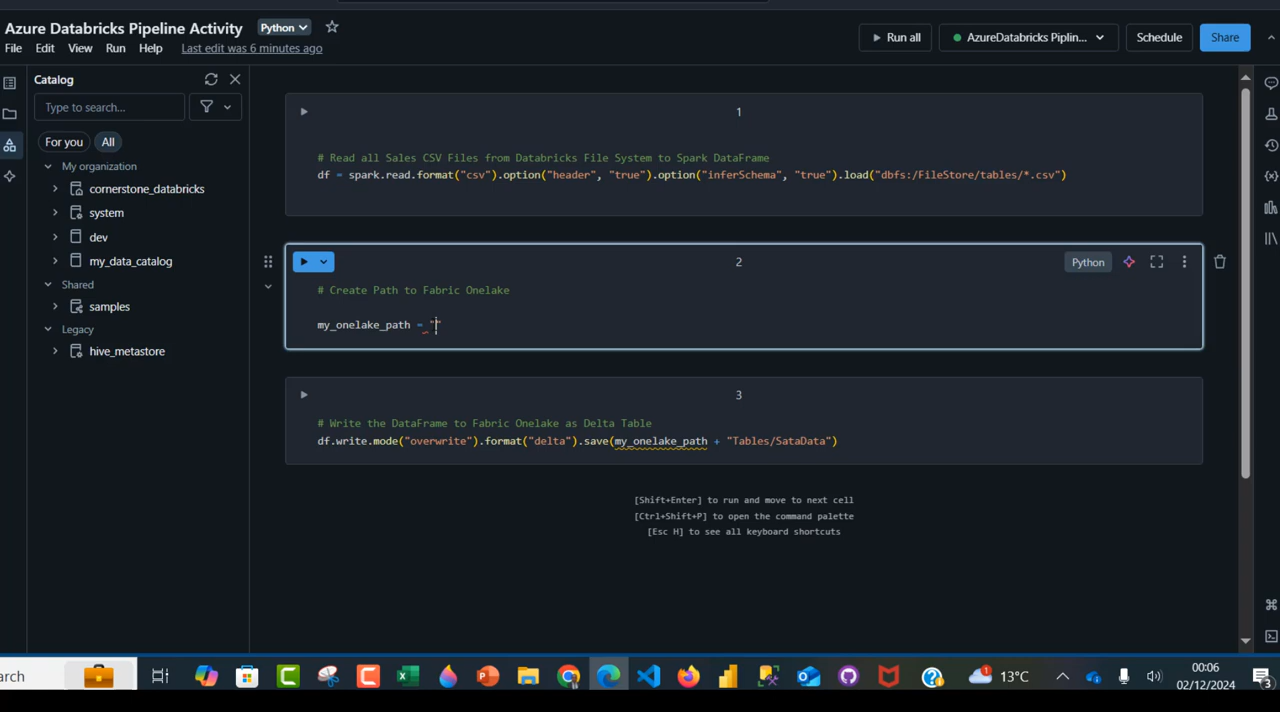 Azure Databricks Pipeline Activity
Python
File Edit View Run Help Last edit was 6 minutes ago
Run all
AzureDatabricks Piplin...
Schedule
Share
Catalog
Type to search...
For you All
My organization
cornerstone_databricks
system
dev
my_data_catalog
Shared
samples
Legacy
hive_metastore
1
# Read all Sales CSV Files from Databricks File System to Spark DataFrame
df = spark.read.format("csv").option("header", "true").option("inferSchema", "true").load("dbfs:/FileStore/tables/*.csv")
2
Python
# Create Path to Fabric Onelake
my_onelake_path = ""
3
# Write the DataFrame to Fabric Onelake as Delta Table
df.write.mode("overwrite").format("delta").save(my_onelake_path + "Tables/SataData")
[Shift+Enter] to run and move to next cell
[Ctrl+Shift+P] to open the command palette
[Esc H] to see all keyboard shortcuts
arch
13°C
00:06
02/12/2024
3